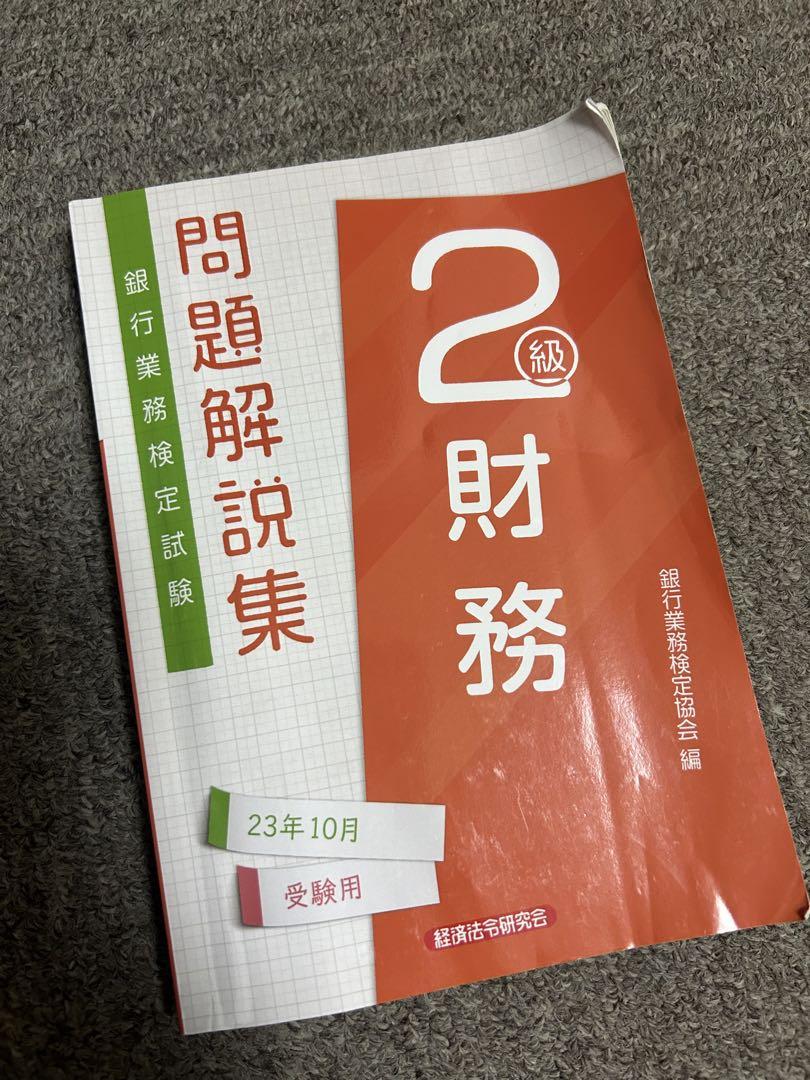 銀行業務検定試験
問題解説集
2級
財務
銀行業務検定協会 編
23年10月
受験用
経済法令研究会